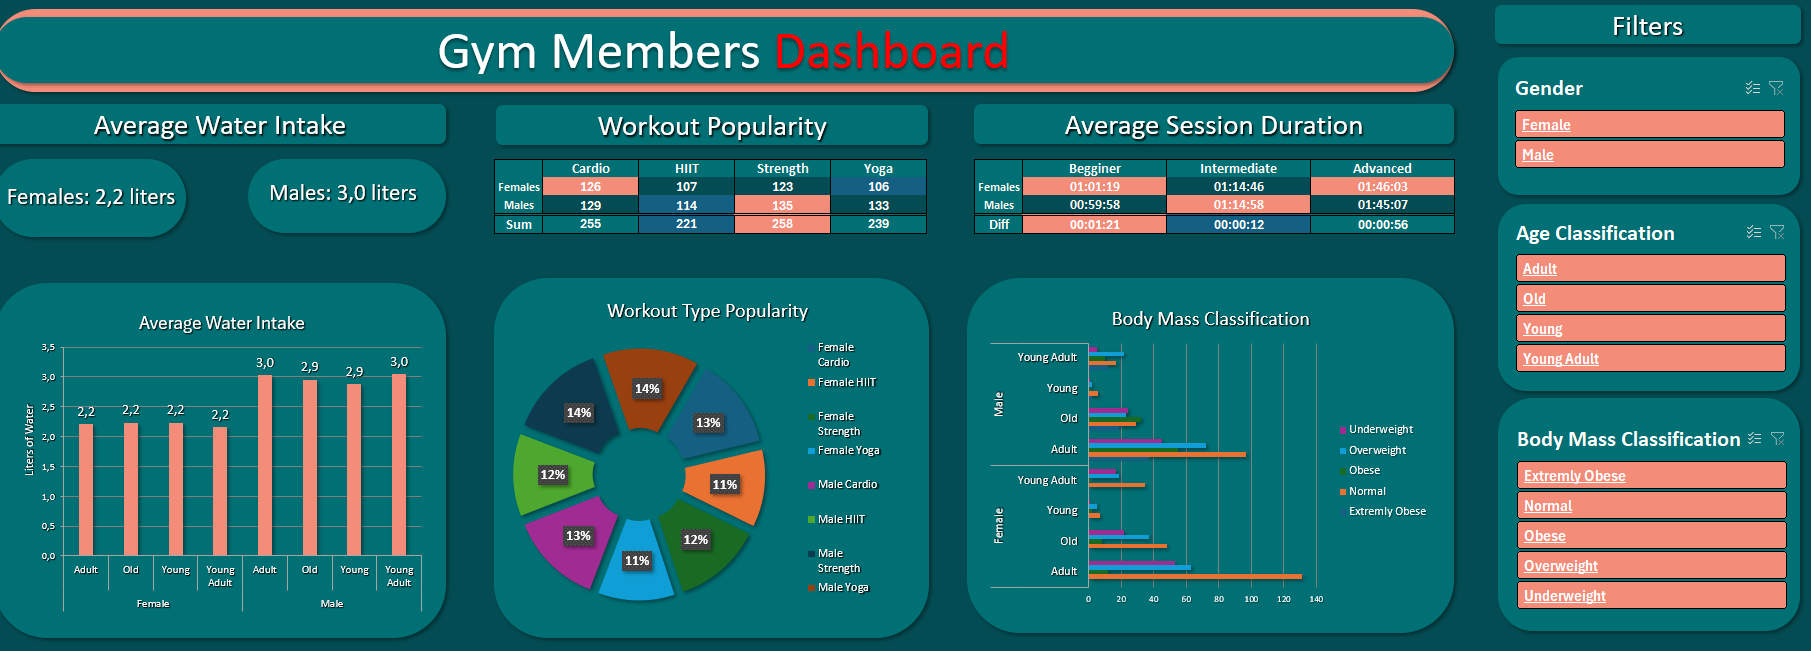 Gym Members Dashboard
Average Water Intake
Females: 2,2 liters
Males: 3,0 liters
Workout Popularity
Cardio HIIT Strength Yoga
Females 126 107 123 106
Males 129 114 135 133
Sum 255 221 258 239
Average Session Duration
Begginer Intermediate Advanced
Females 01:01:19 01:14:46 01:46:03
Males 00:59:58 01:14:58 01:45:07
Diff 00:01:21 00:00:12 00:00:56
Average Water Intake
Liters of Water
3,5
3,0
2,5
2,0
1,5
1,0
0,5
0,0
2,2 2,2 2,2 2,2 3,0 2,9 2,9 3,0
Adult Old Young Young Adult Adult Old Young Young Adult
Female Male
Workout Type Popularity
14%
13%
11%
12%
11%
13%
12%
14%
Female
Cardio
Female HIIT
Female
Strength
Female Yoga
Male Cardio
Male HIIT
Male
Strength
Male Yoga
Body Mass Classification
Male
Young Adult
Young
Old
Adult
Female
Young Adult
Young
Old
Adult
0 20 40 60 80 100 120 140
Underweight
Overweight
Obese
Normal
Extremly Obese
Filters
Gender
Female
Male
Age Classification
Adult
Old
Young
Young Adult
Body Mass Classification
Extremly Obese
Normal
Obese
Overweight
Underweight